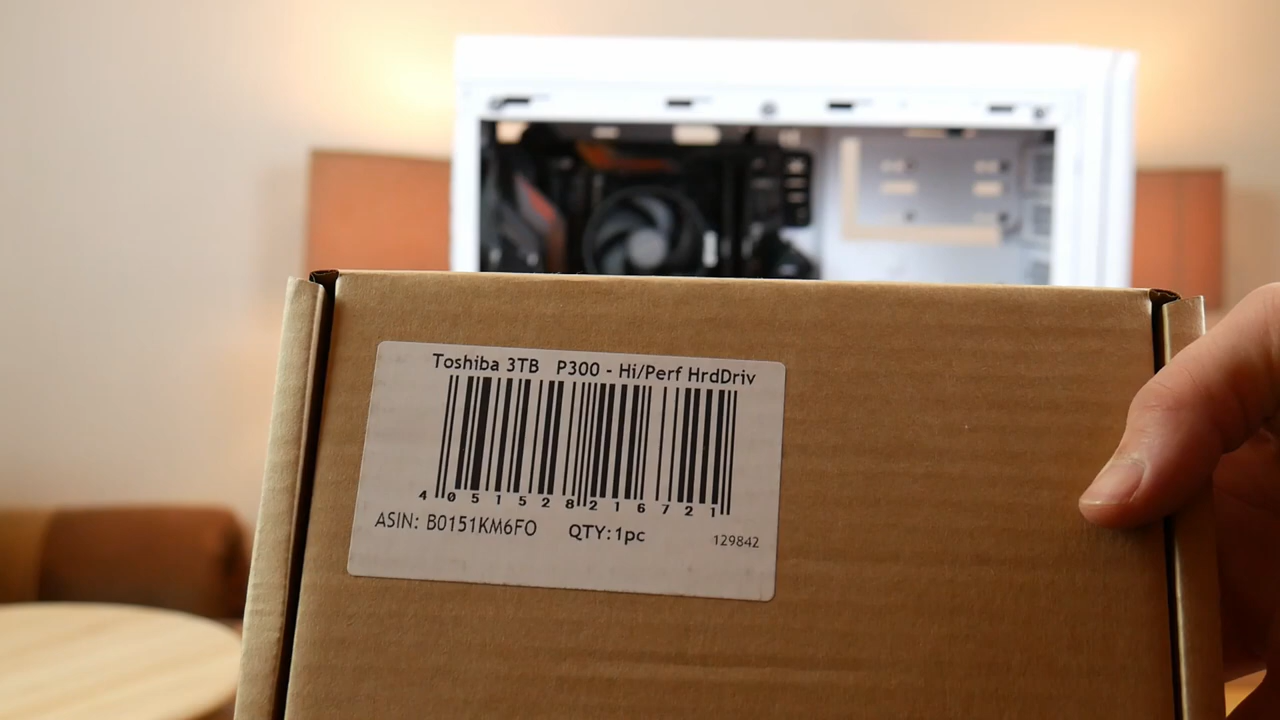 Toshiba 3TB P300 - Hi/Perf HrdDriv
4 051528 216721
ASIN: B0151KM6FO QTY:1pc
129842